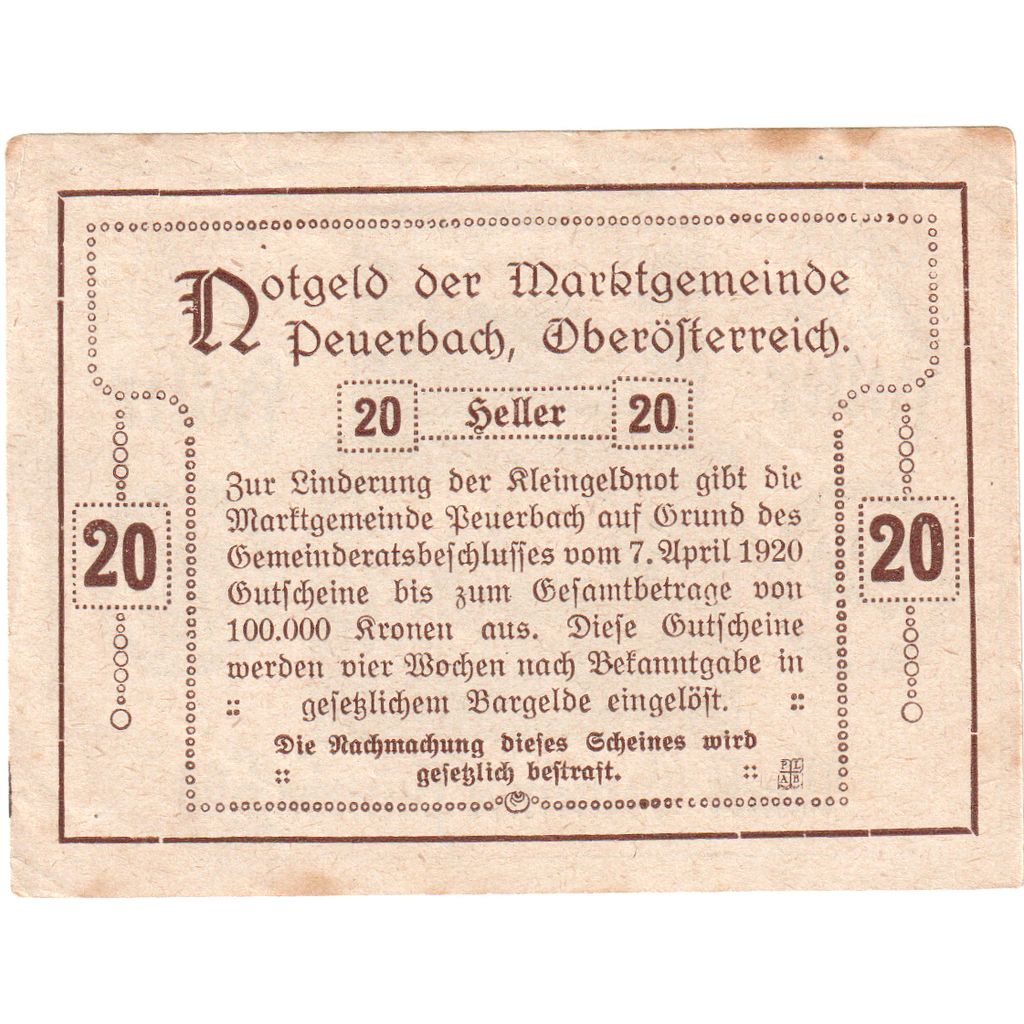 Notgeld der Marktgemeinde
Peuerbach, Oberösterreich.
20 Heller 20
Zur Linderung der Kleingeldnot gibt die
Marktgemeinde Peuerbach auf Grund des
20 Gemeinderatsbeschlusses vom 7. April 1920 20
Gutscheine bis zum Gesamtbetrage von
100.000 Kronen aus. Diese Gutscheine
werden vier Wochen nach Bekanntgabe in
gesetzlichem Bargelde eingelöst.
Die Nachmachung dieses Scheines wird
gesetzlich bestraft.